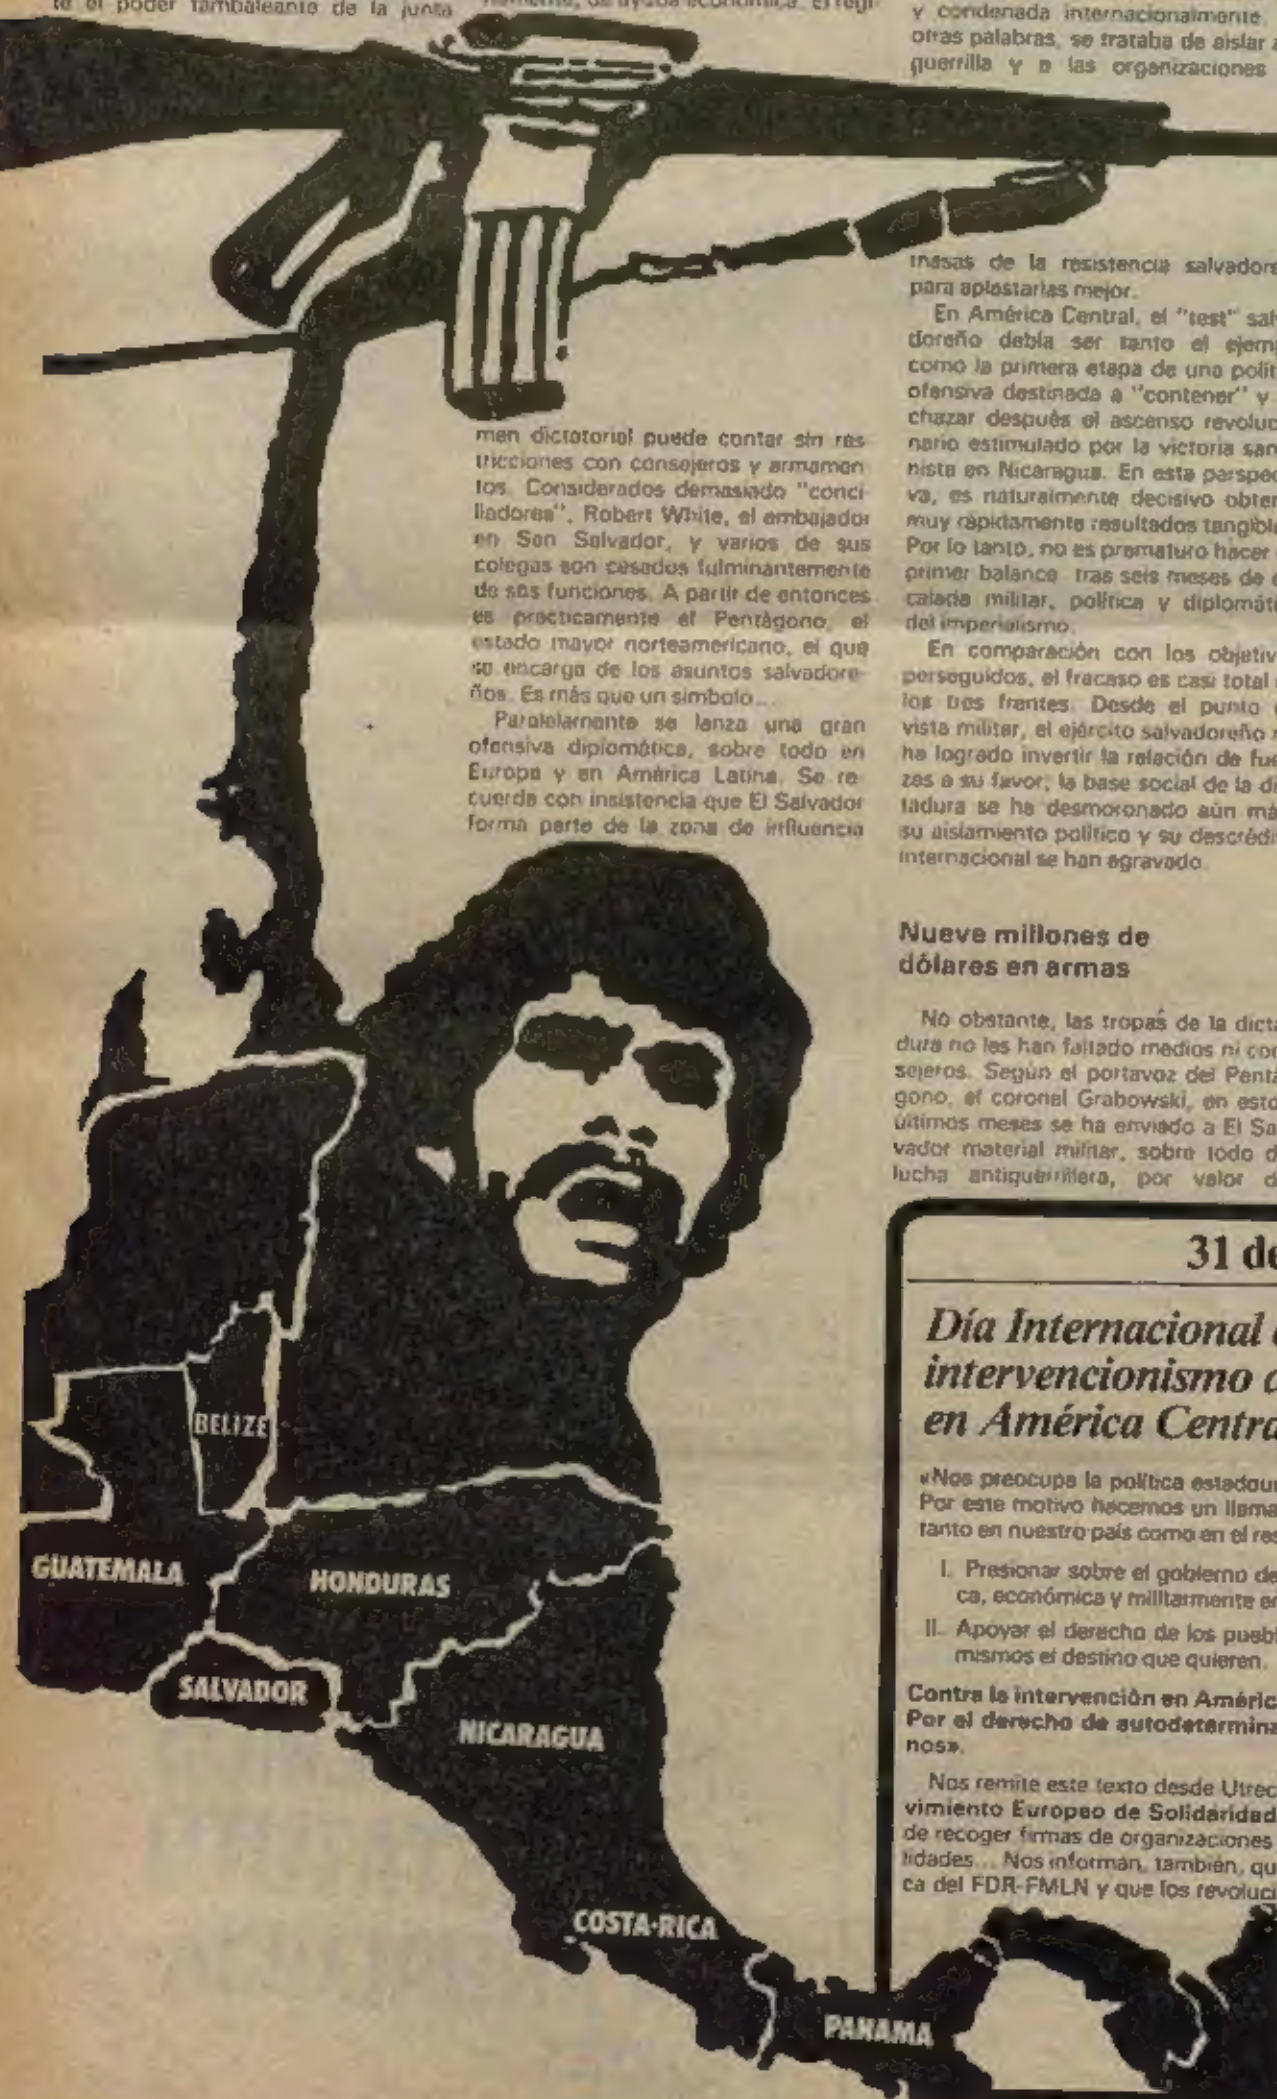 te el poder tambaleante de la junta
de ayuda económica. El regi-
men dictatorial puede contar sin res-
tricciones con consejeros y armamen-
tos. Considerados demasiado "conci-
liadores", Robert White, el embajador
en San Salvador, y varios de sus
colegas son cesados fulminantemente
de sus funciones. A partir de entonces
es prácticamente el Pentágono, el
estado mayor norteamericano, el que
se encarga de los asuntos salvadore-
ños. Es más que un símbolo...
Paralelamente se lanza una gran
ofensiva diplomática, sobre todo en
Europa y en América Latina. Se re-
cuerda con insistencia que El Salvador
forma parte de la zona de influencia
y condenada internacionalmente.
otras palabras, se trataba de aislar a
guerrilla y a las organizaciones
masas de la resistencia salvadore
para aplastarlas mejor.
En América Central, el "test" salv
doreño debía ser tanto el ejemp
como la primera etapa de una polít
ofensiva destinada a "contener" y
chazar después el ascenso revoluc
nario estimulado por la victoria san
nista en Nicaragua. En esta perspec
va, es naturalmente decisivo obten
muy rápidamente resultados tangible
Por lo tanto, no es prematuro hacer
primer balance tras seis meses de e
calada militar, política y diplomáti
del imperialismo.
En comparación con los objetiv
perseguidos, el fracaso es casi total
los tres frentes. Desde el punto d
vista militar, el ejército salvadoreño n
ha logrado invertir la relación de fue
zas a su favor; la base social de la di
tadura se ha desmoronado aún má
su aislamiento político y su descrédi
internacional se han agravado.
Nueve millones de
dólares en armas
No obstante, las tropas de la dicta
dura no les han faltado medios ni con
sejeros. Según el portavoz del Pentá
gono, el coronel Grabowski, en esto
últimos meses se ha enviado a El Sal
vador material militar, sobre todo d
lucha antiguerrillera, por valor d
31 de
Día Internacional
intervencionismo
en América Centra
«Nos preocupa la política estadou
Por este motivo hacemos un llama
tanto en nuestro país como en el res
I. Presionar sobre el gobierno de
ca, económica y militarmente en
II. Apoyar el derecho de los puebl
mismos el destino que quieren.
Contra la intervención en Améric
Por el derecho de autodetermina
nos».
Nos remite este texto desde Utrec
vimiento Europeo de Solidaridad
de recoger firmas de organizaciones
lidades... Nos informan, también, qu
ca del FDR-FMLN y que los revoluci
BELIZE
GUATEMALA
HONDURAS
SALVADOR
NICARAGUA
COSTA-RICA
PANAMA